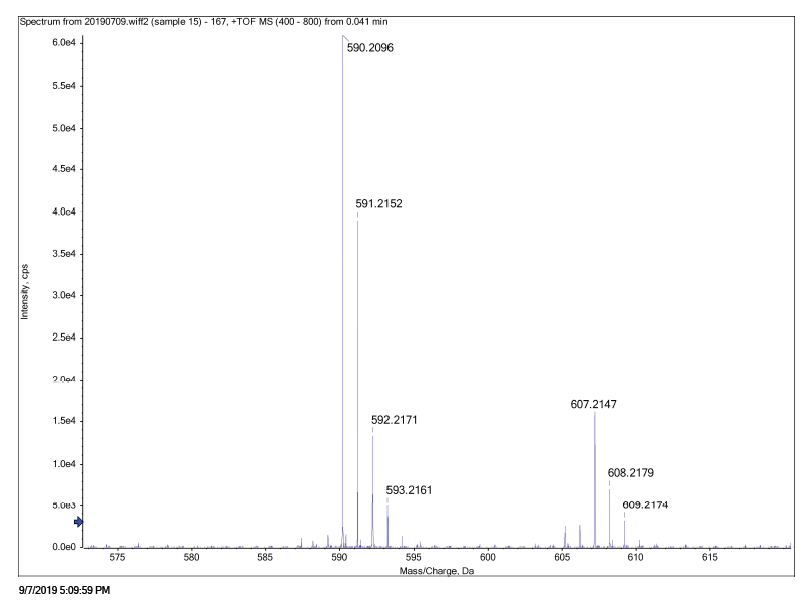 Spectrum from 20190709.wiff2 (sample 15) - 167, +TOF MS (400 - 800) from 0.041 min
6.0e4
590.2096
5.5e4
5.0e4
4.5e4
591.2152
4.0e4
3.5e4
Intensity, cps
3.0e4
2.5e4
2.0e4
607.2147
1.5e4
592.2171
1.0e4
608.2179
593.2161
5.0e3
609.2174
0.0e0
575 580 585 590 595 600 605 610 615
Mass/Charge, Da
9/7/2019 5:09:59 PM